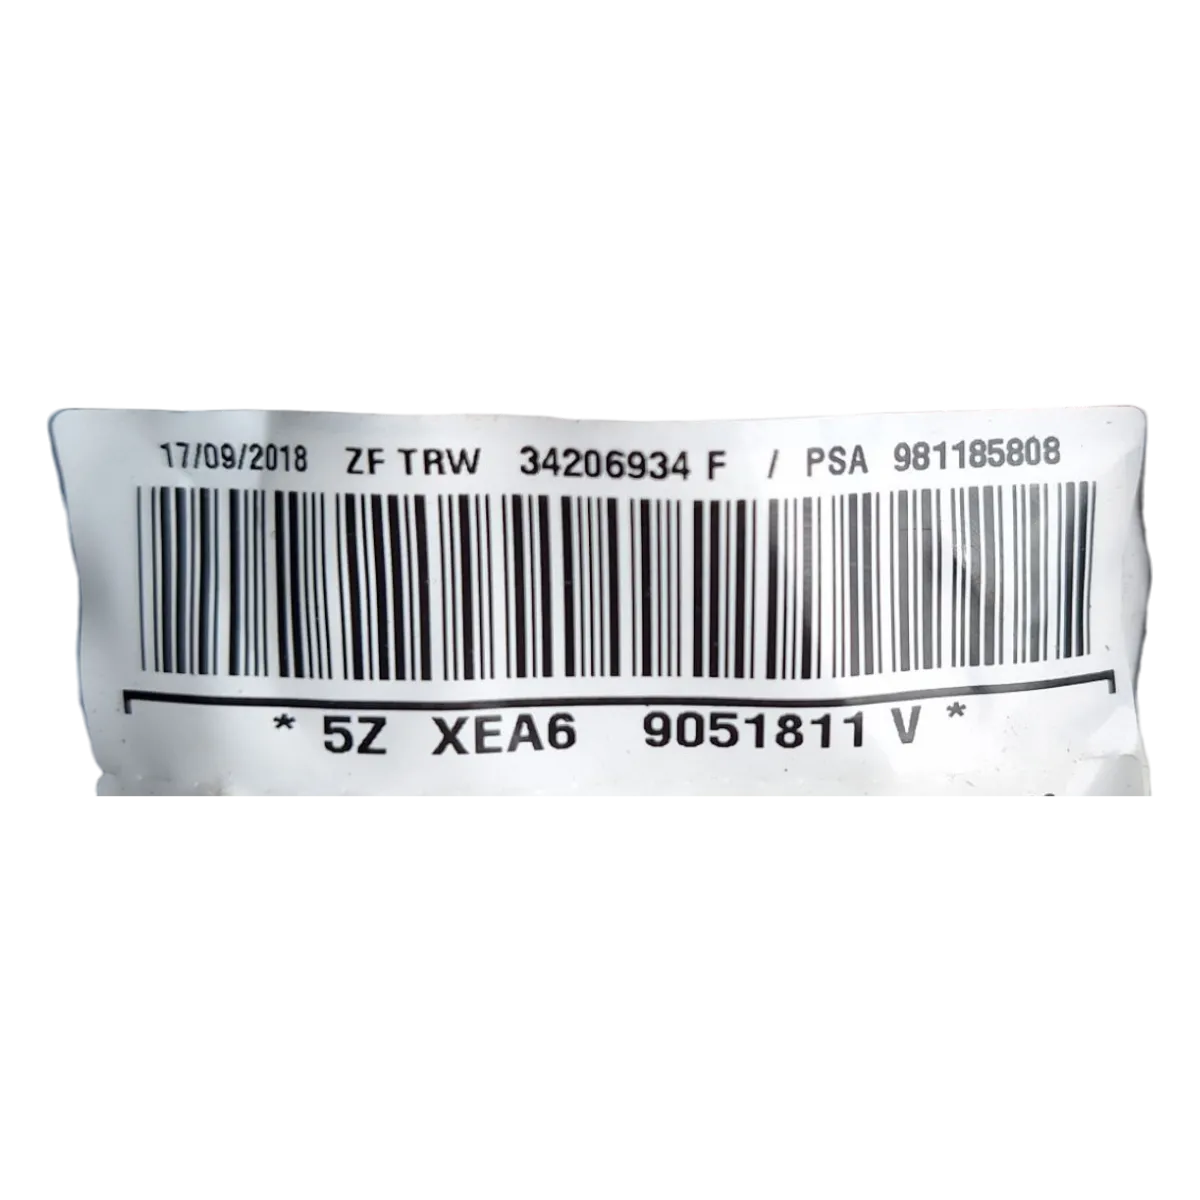 17/09/2018 ZF TRW 34206934 F / PSA 981185808
* 5Z XEA6 9051811 V *